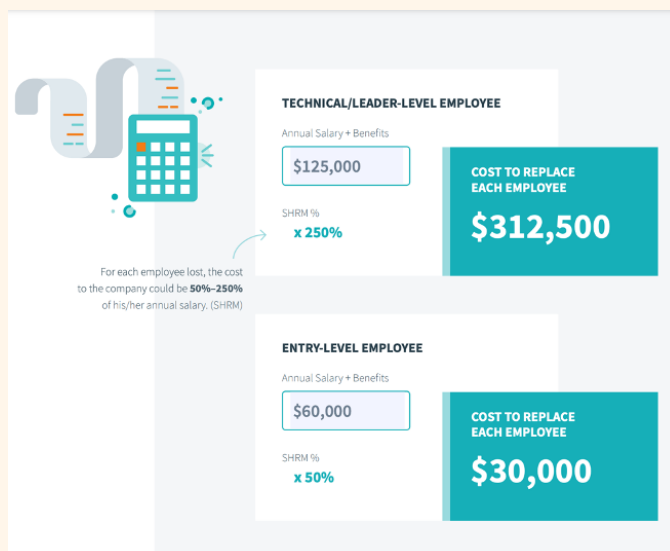 TECHNICAL/LEADER-LEVEL EMPLOYEE
Annual Salary + Benefits
$125,000
SHRM %
x 250%
COST TO REPLACE
EACH EMPLOYEE
$312,500
For each employee lost, the cost
to the company could be 50%–250%
of his/her annual salary. (SHRM)
ENTRY-LEVEL EMPLOYEE
Annual Salary + Benefits
$60,000
SHRM %
x 50%
COST TO REPLACE
EACH EMPLOYEE
$30,000